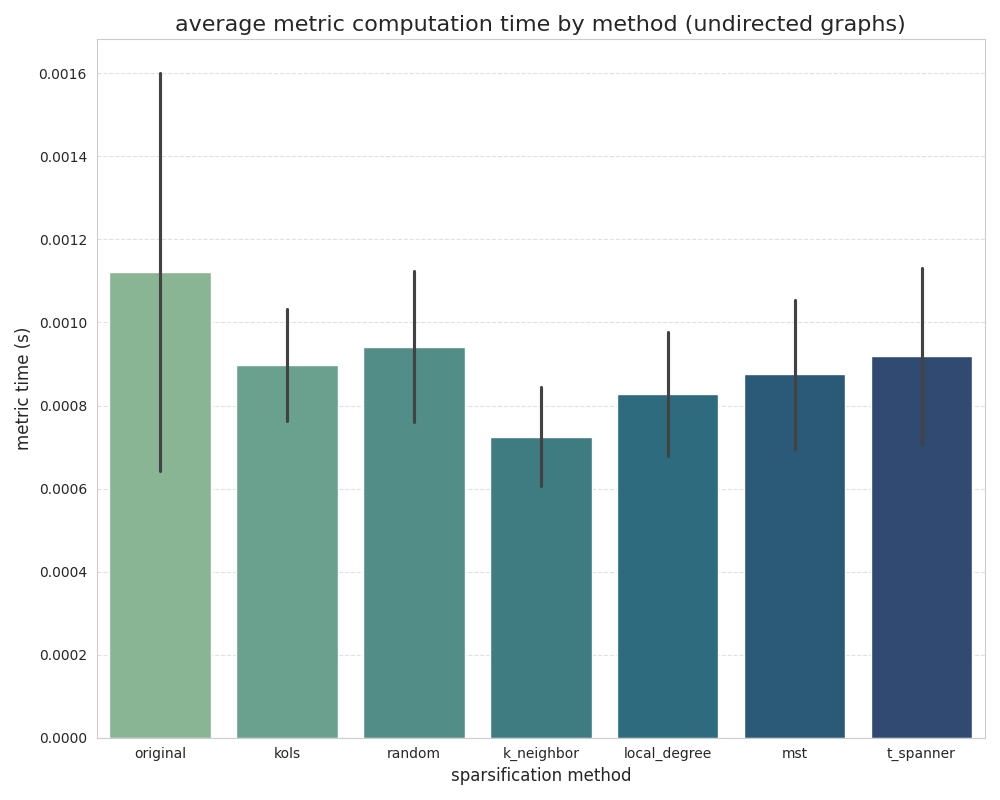 average metric computation time by method (undirected graphs)
metric time (s)
0.0016
0.0014
0.0012
0.0010
0.0008
0.0006
0.0004
0.0002
0.0000
original kols random k_neighbor local_degree mst t_spanner
sparsification method